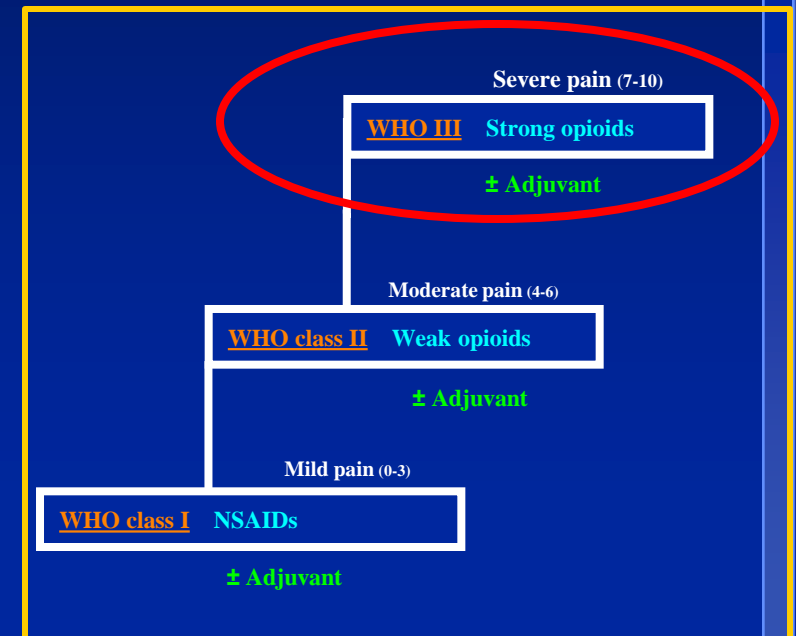 Severe pain (7-10)
WHO III Strong opioids
± Adjuvant
Moderate pain (4-6)
WHO class II Weak opioids
± Adjuvant
Mild pain (0-3)
WHO class I NSAIDs
± Adjuvant